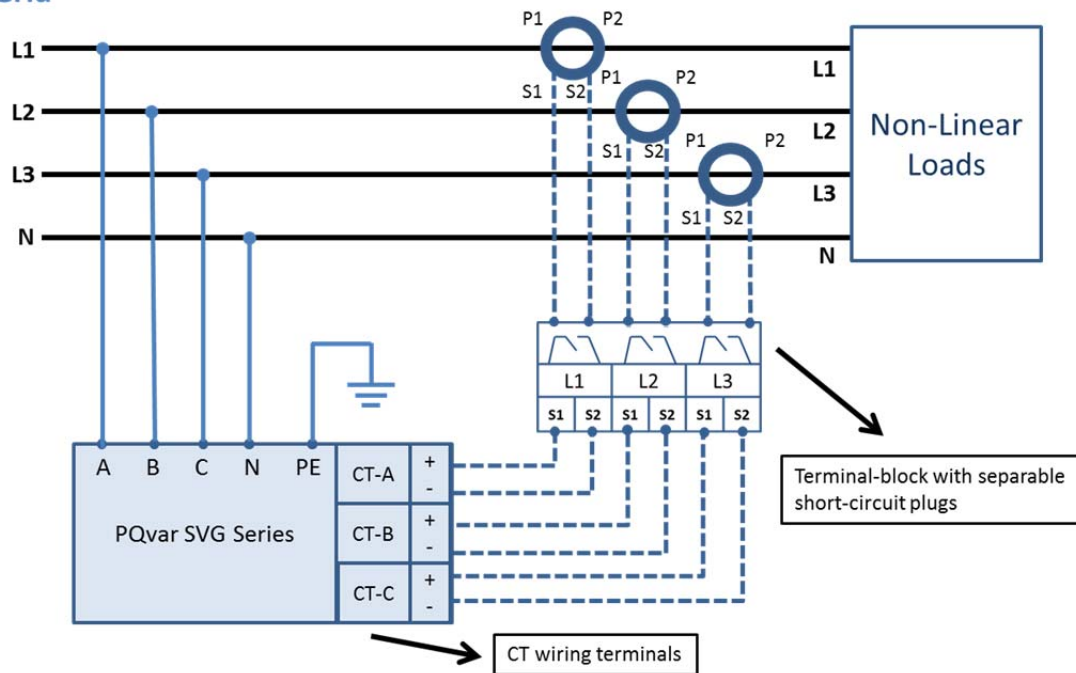 P1 P2
L1
L1
S1 S2
P1 P2
L2
L2
S1 S2
P1 P2
L3
L3
S1 S2
N
N
Non-Linear
Loads
L1 L2 L3
S1 S2 S1 S2 S1 S2
Terminal-block with separable
short-circuit plugs
A B C N PE
PQvar SVG Series
CT-A + -
CT-B + -
CT-C + -
CT wiring terminals